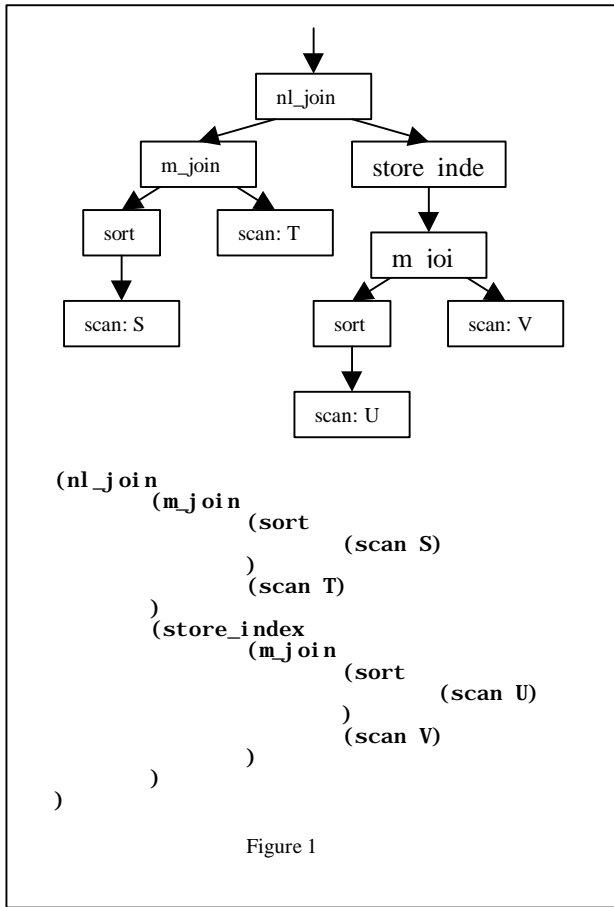 nl_join
m_join
store inde
sort
scan: T
m joi
scan: S
sort
scan: V
scan: U
(nl_join
(m_join
(sort
(scan S)
)
(scan T)
)
(store_index
(m_join
(sort
(scan U)
)
(scan V)
)
)
)
Figure 1